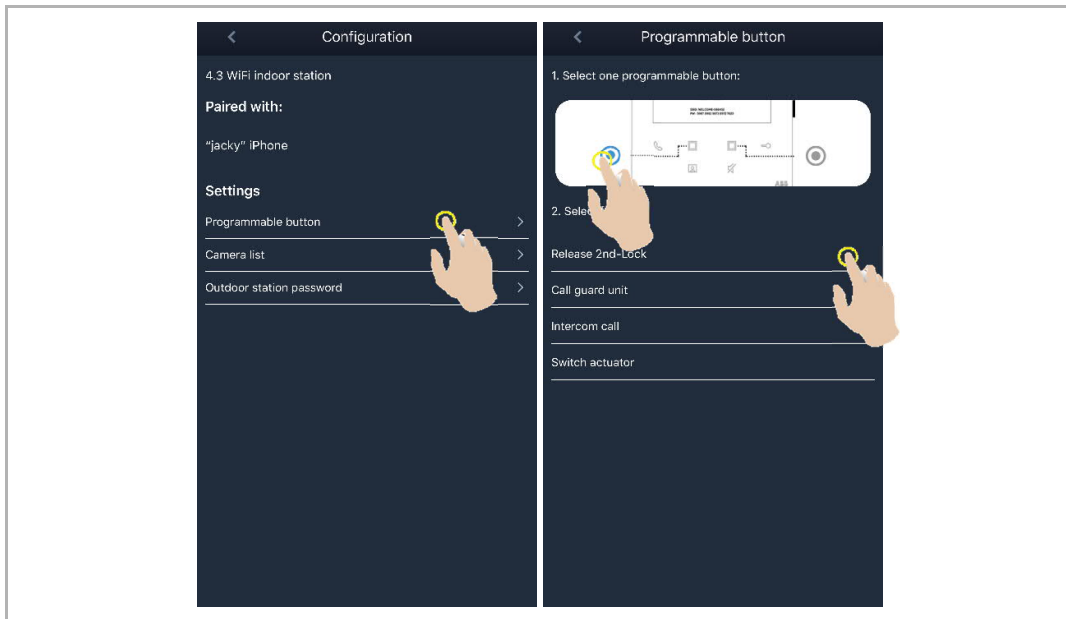 Configuration
4.3 WiFi indoor station
Paired with:
“jacky” iPhone
Settings
Programmable button
Camera list
Outdoor station password
Programmable button
1. Select one programmable button:
ABB
2. Selec
Release 2nd-Lock
Call guard unit
Intercom call
Switch actuator